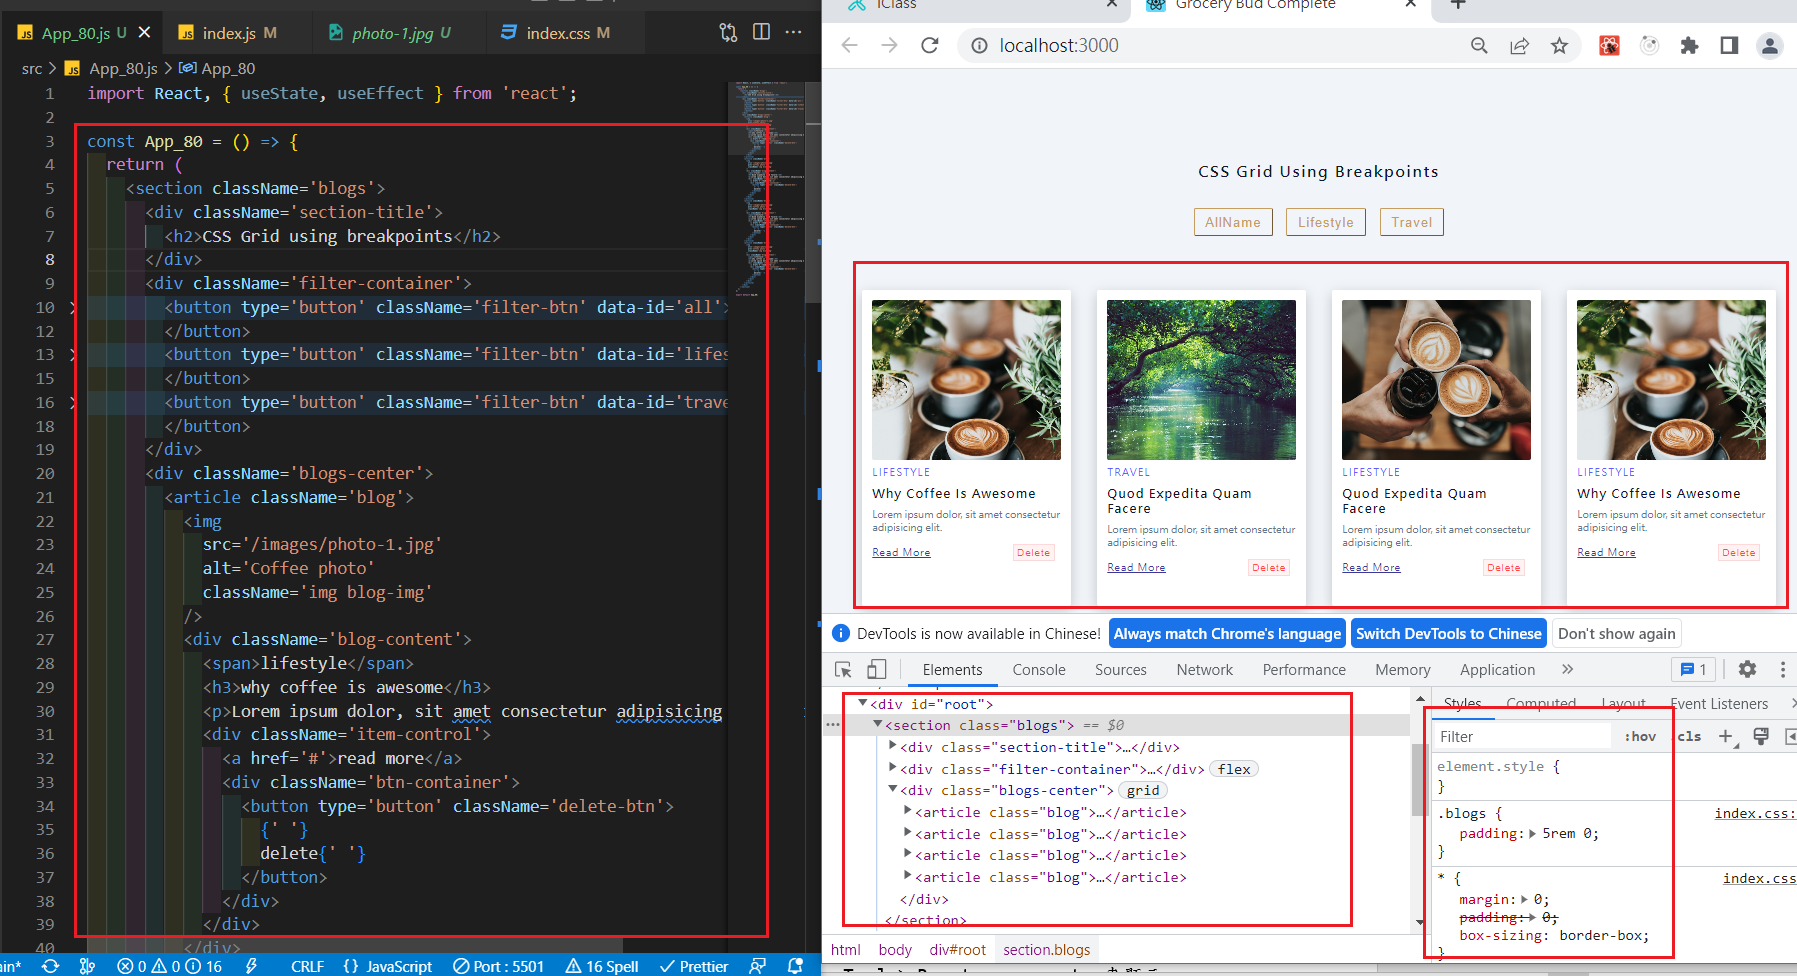 App_80.js U
index.js M
photo-1.jpg U
index.css M
src > App_80.js > App_80
1 import React, { useState, useEffect } from 'react';
2
3 const App_80 = () => {
4 return (
5 <section className='blogs'>
6 <div className='section-title'>
7 <h2>CSS Grid using breakpoints</h2>
8 </div>
9 <div className='filter-container'>
10 <button type='button' className='filter-btn' data-id='all'>
12 </button>
13 <button type='button' className='filter-btn' data-id='lifes
15 </button>
16 <button type='button' className='filter-btn' data-id='trave
18 </button>
19 </div>
20 <div className='blogs-center'>
21 <article className='blog'>
22 <img
23 src='/images/photo-1.jpg'
24 alt='Coffee photo'
25 className='img blog-img'
26 />
27 <div className='blog-content'>
28 <span>lifestyle</span>
29 <h3>why coffee is awesome</h3>
30 <p>Lorem ipsum dolor, sit amet consectetur adipisicing
31 <div className='item-control'>
32 <a href='#'>read more</a>
33 <div className='btn-container'>
34 <button type='button' className='delete-btn'>
35 {' '}
36 delete{' '}
37 </button>
38 </div>
39 </div>
40 </div>
ain* 0 0 16 CRLF {} JavaScript Port : 5501 16 Spell Prettier
iClass
Grocery Bud Complete
localhost:3000
CSS Grid Using Breakpoints
AllName Lifestyle Travel
LIFESTYLE
Why Coffee Is Awesome
Lorem ipsum dolor, sit amet consectetur
adipisicing elit.
Read More Delete
TRAVEL
Quod Expedita Quam
Facere
Lorem ipsum dolor, sit amet consectetur
adipisicing elit.
Read More Delete
LIFESTYLE
Quod Expedita Quam
Facere
Lorem ipsum dolor, sit amet consectetur
adipisicing elit.
Read More Delete
LIFESTYLE
Why Coffee Is Awesome
Lorem ipsum dolor, sit amet consectetur
adipisicing elit.
Read More Delete
DevTools is now available in Chinese! Always match Chrome's language Switch DevTools to Chinese Don't show again
Elements Console Sources Network Performance Memory Application » 1
<div id="root">
<section class="blogs"> == $0
<div class="section-title">…</div>
<div class="filter-container">…</div> flex
<div class="blogs-center"> grid
<article class="blog">…</article>
<article class="blog">…</article>
<article class="blog">…</article>
<article class="blog">…</article>
</div>
</section>
html body div#root section.blogs
Styles Computed Layout Event Listeners
Filter :hov .cls
element.style {
}
.blogs { index.css:
padding: 5rem 0;
}
* { index.css
margin: 0;
padding: 0;
box-sizing: border-box;
}